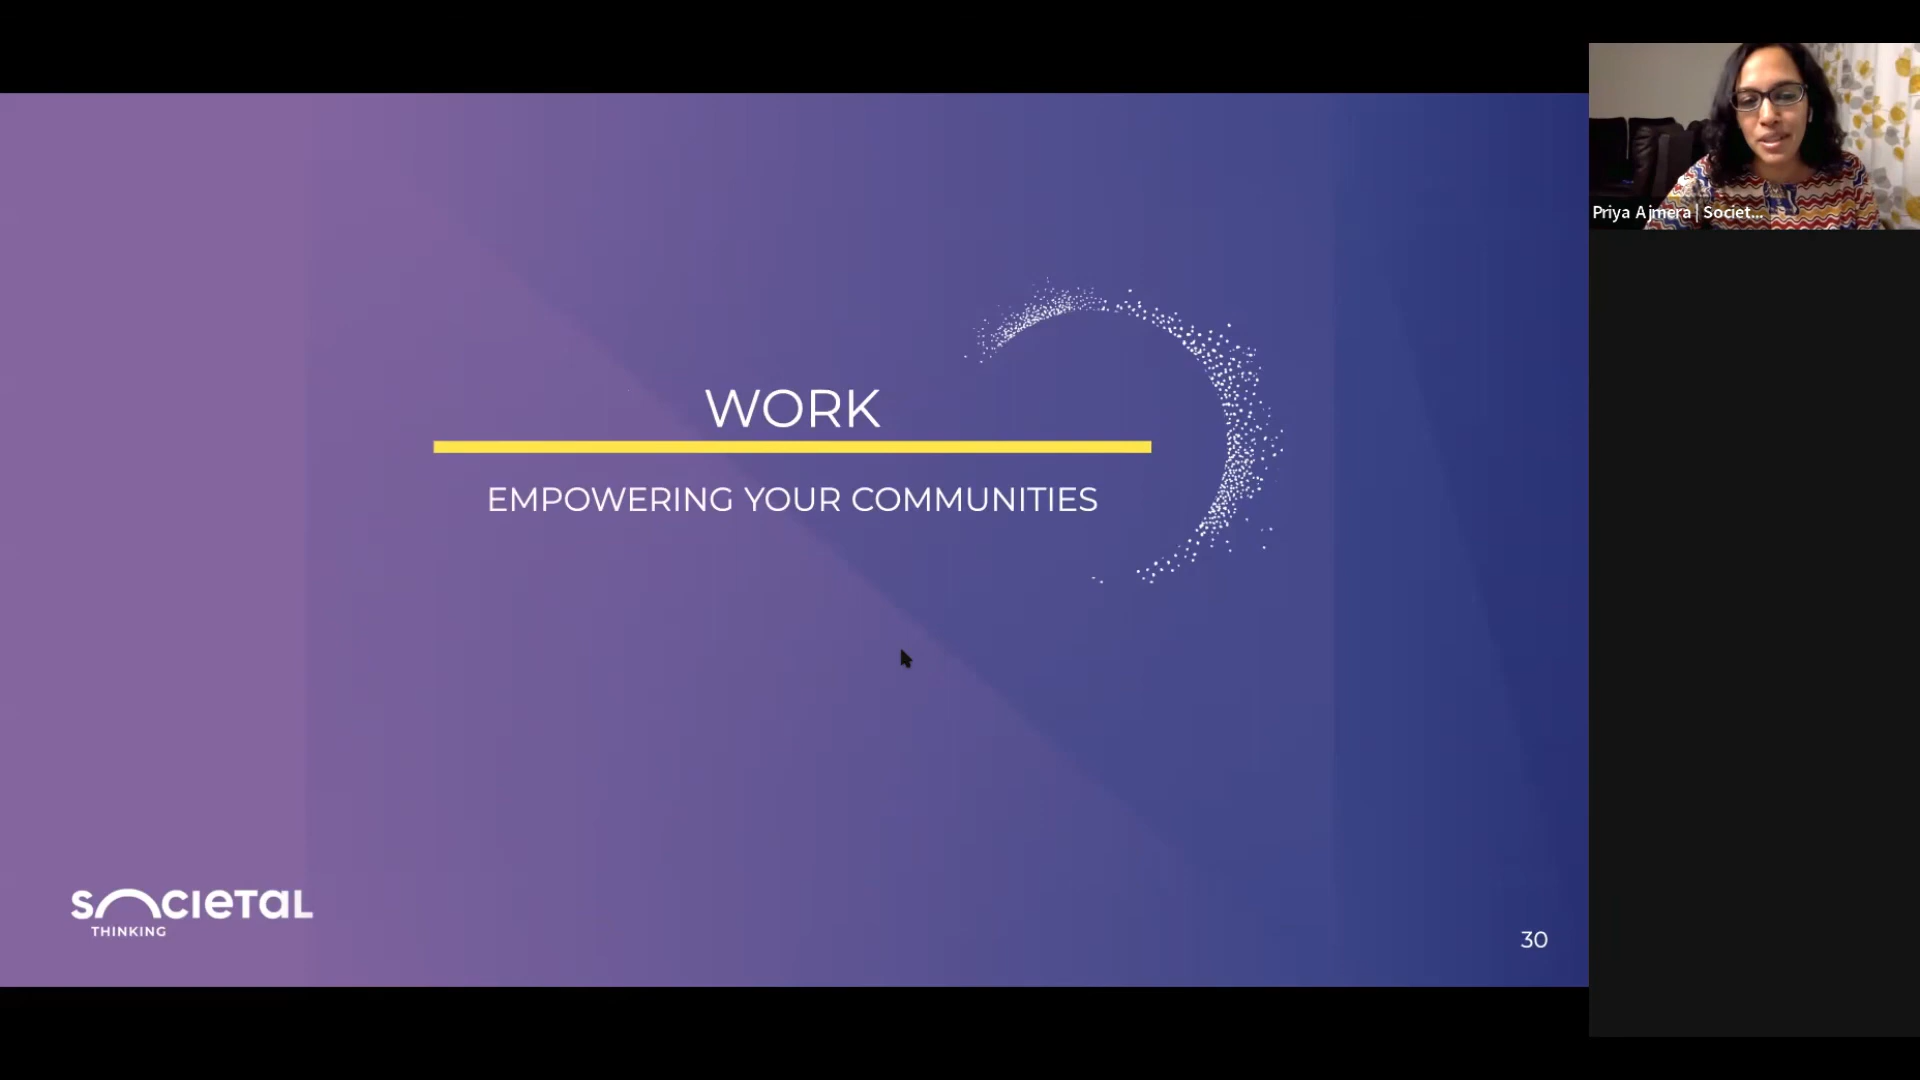 WORK
EMPOWERING YOUR COMMUNITIES
Priya Ajmera | Societ...
SOCIETAL
THINKING
30